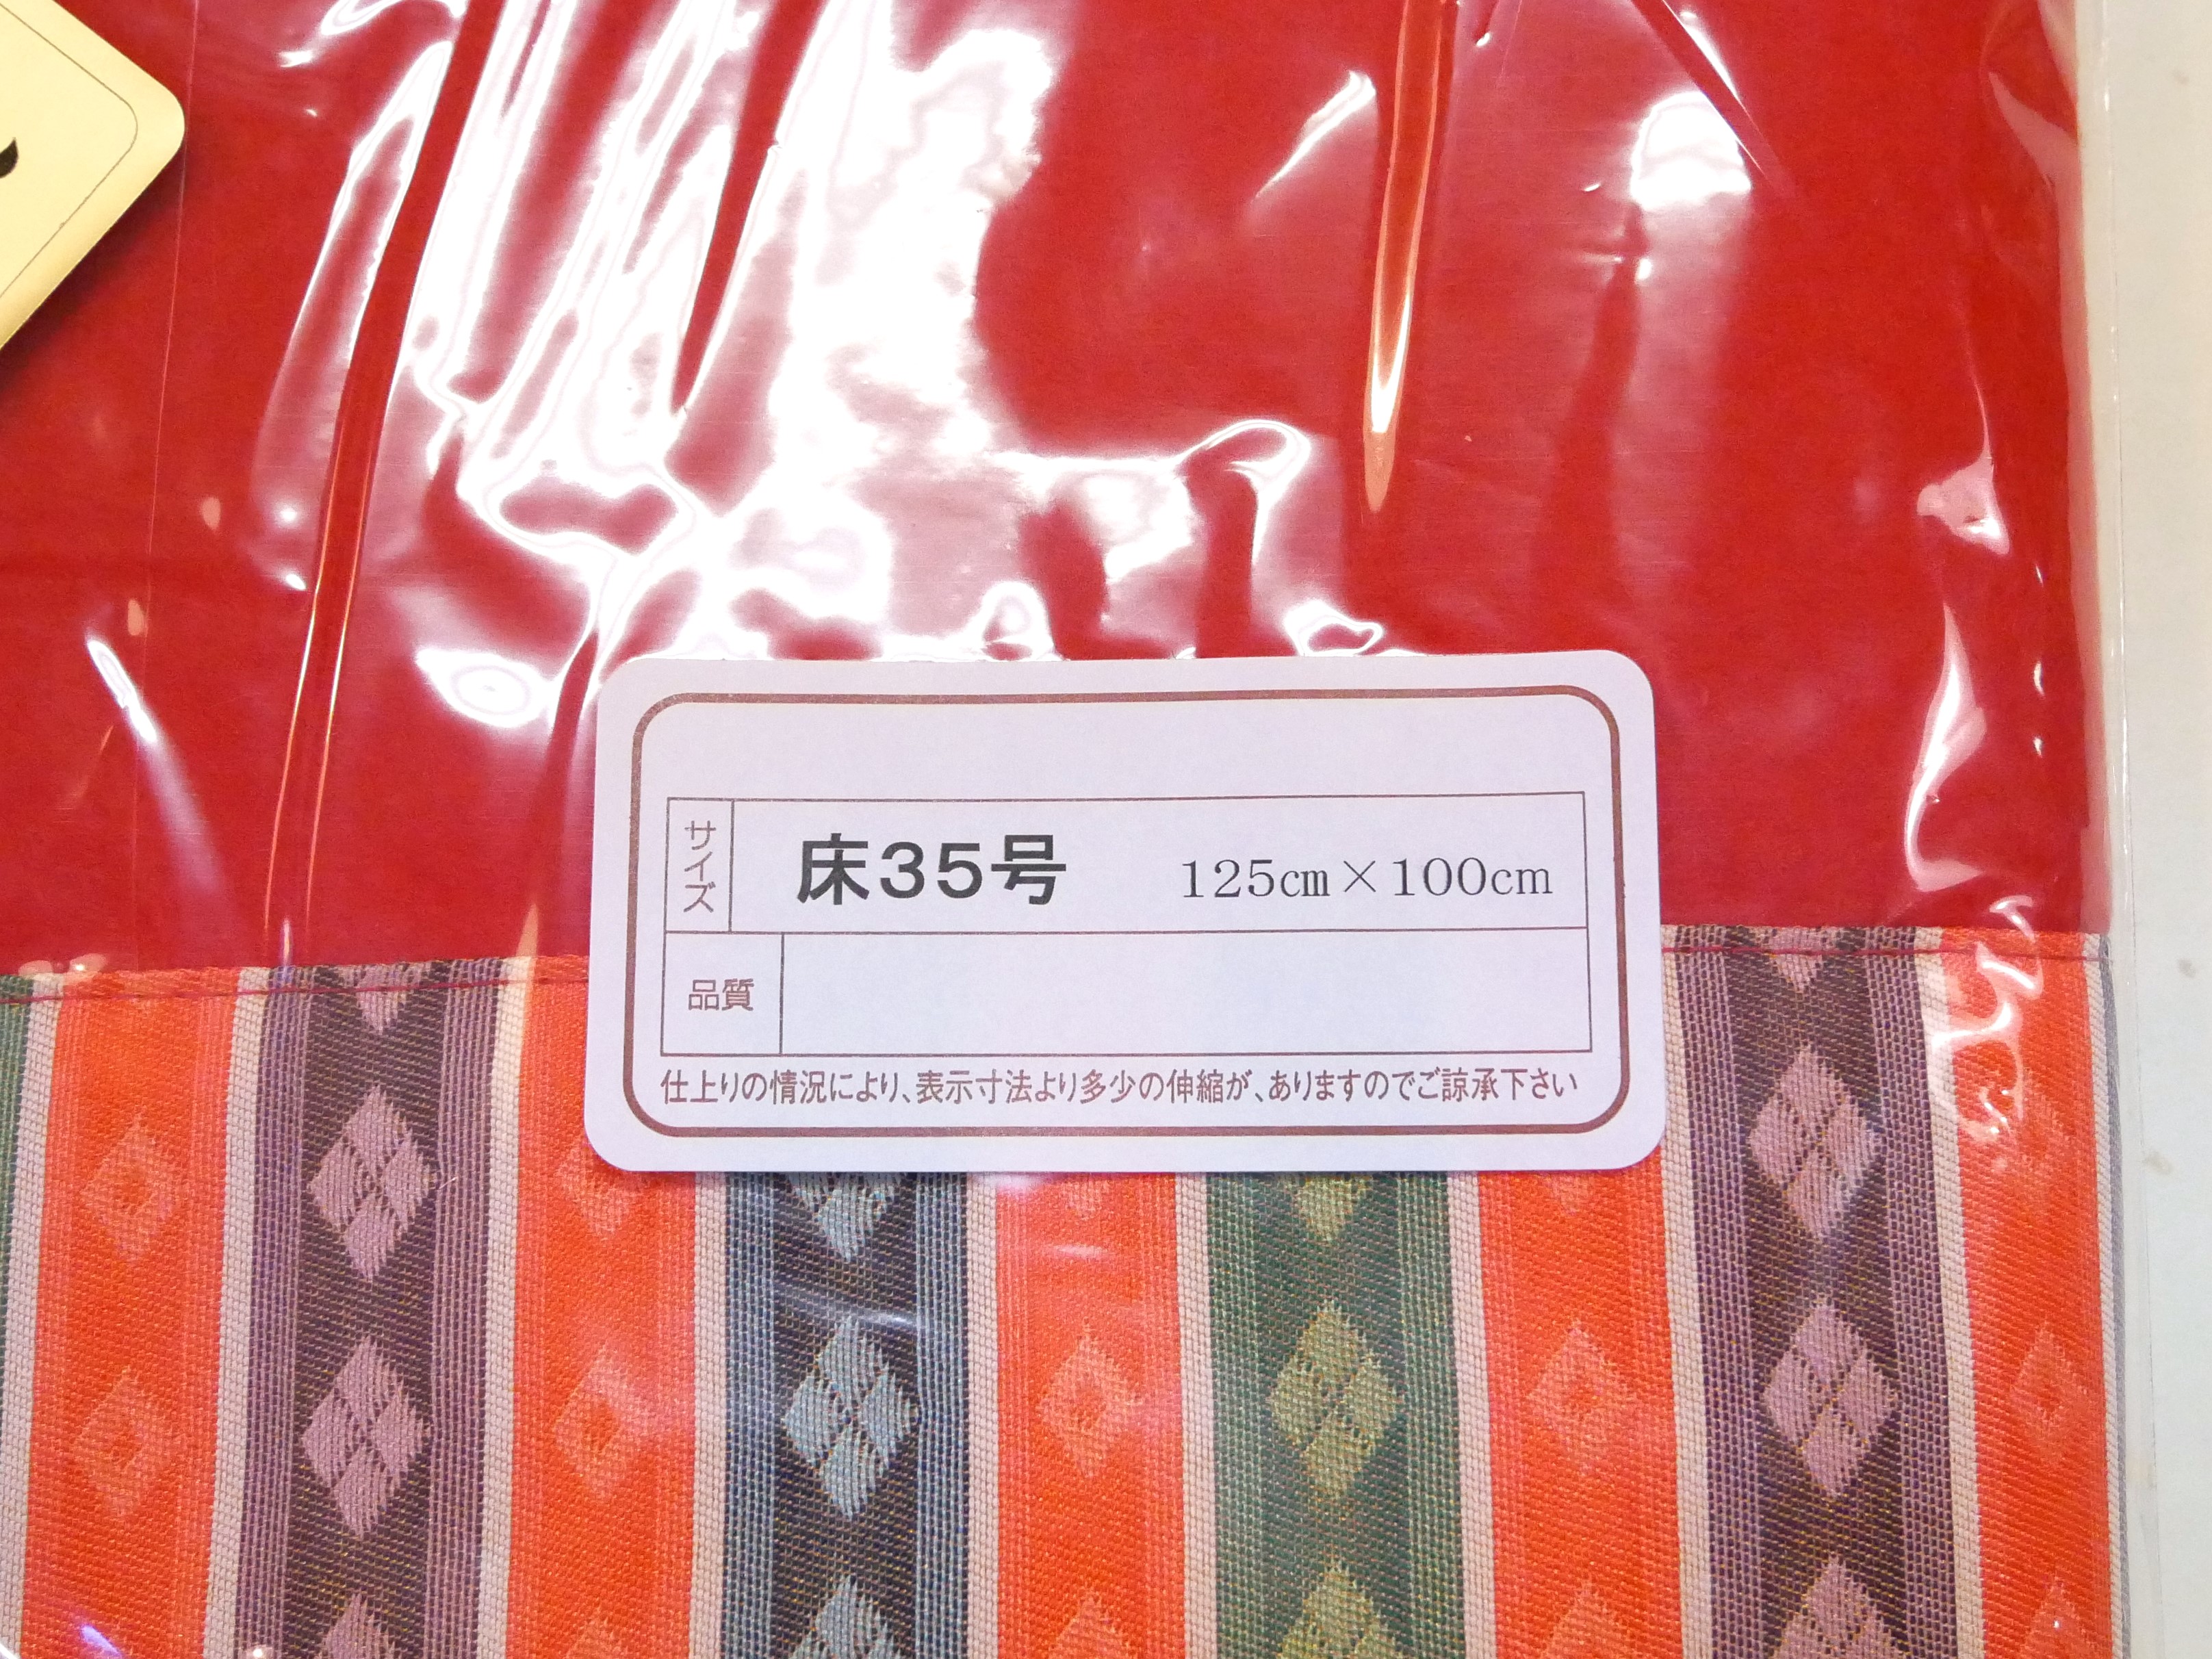 サイズ 床35号 125cm×100cm
品質
仕上りの情況により、表示寸法より多少の伸縮が、ありますのでご諒承下さい